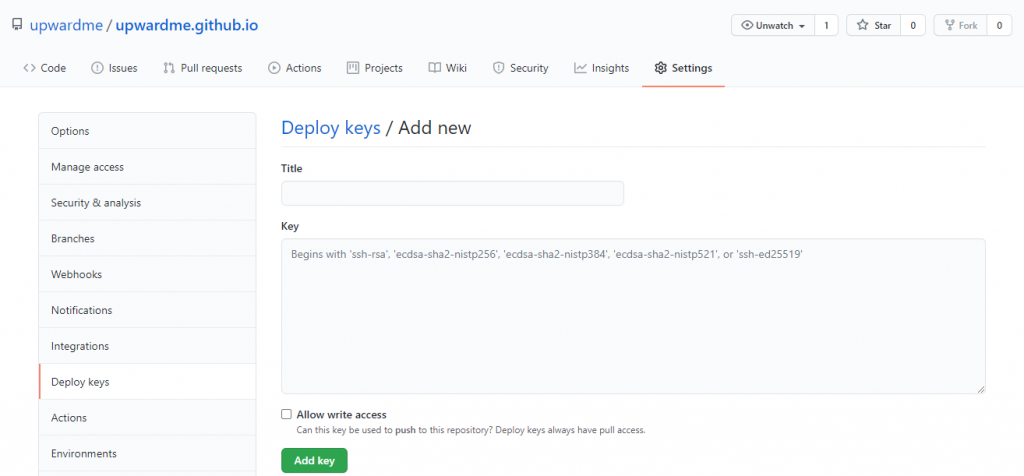 upwardme / upwardme.github.io
Unwatch 1 Star 0 Fork 0
Code Issues Pull requests Actions Projects Wiki Security Insights Settings
Options
Manage access
Security & analysis
Branches
Webhooks
Notifications
Integrations
Deploy keys
Actions
Environments
Deploy keys / Add new
Title
Key
Begins with 'ssh-rsa', 'ecdsa-sha2-nistp256', 'ecdsa-sha2-nistp384', 'ecdsa-sha2-nistp521', or 'ssh-ed25519'
Allow write access
Can this key be used to push to this repository? Deploy keys always have pull access.
Add key